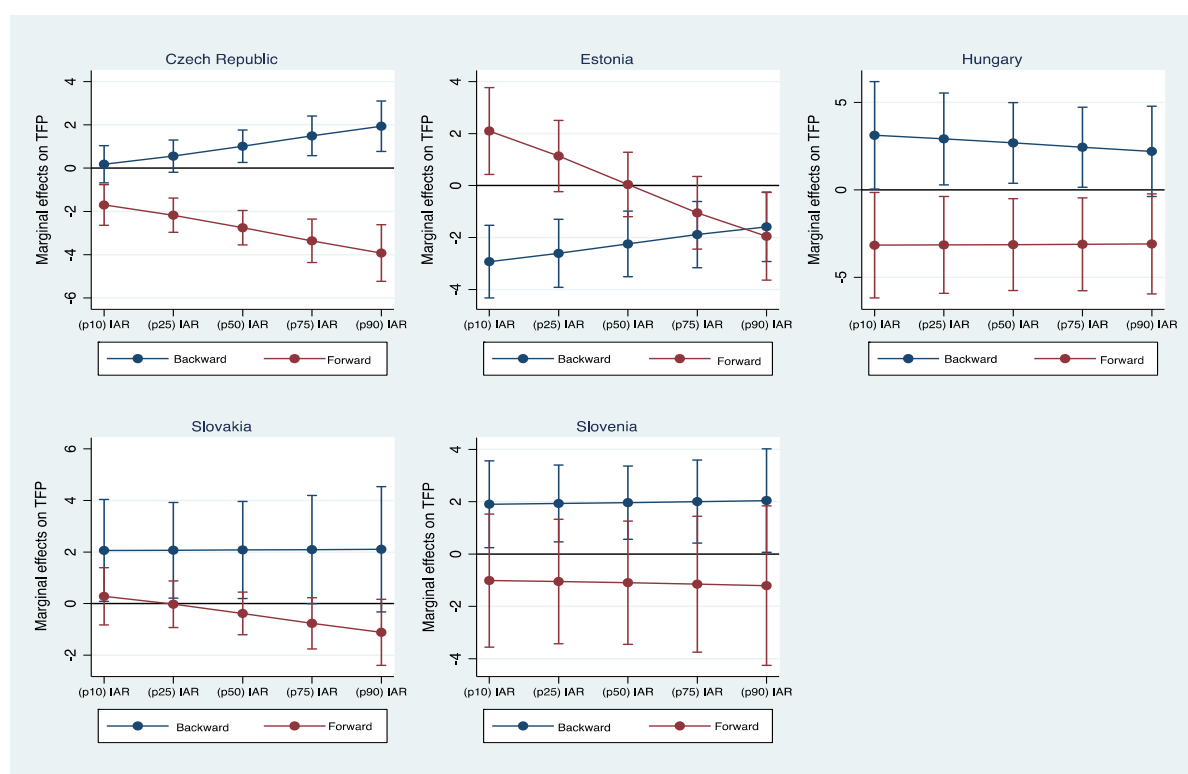 Czech Republic
Marginal effects on TFP
4
2
0
-2
-4
-6
(p10) IAR (p25) IAR (p50) IAR (p75) IAR (p90) IAR
Backward Forward
Estonia
Marginal effects on TFP
4
2
0
-2
-4
(p10) IAR (p25) IAR (p50) IAR (p75) IAR (p90) IAR
Backward Forward
Hungary
Marginal effects on TFP
5
0
-5
(p10) IAR (p25) IAR (p50) IAR (p75) IAR (p90) IAR
Backward Forward
Slovakia
Marginal effects on TFP
6
4
2
0
-2
(p10) IAR (p25) IAR (p50) IAR (p75) IAR (p90) IAR
Backward Forward
Slovenia
Marginal effects on TFP
4
2
0
-2
-4
(p10) IAR (p25) IAR (p50) IAR (p75) IAR (p90) IAR
Backward Forward